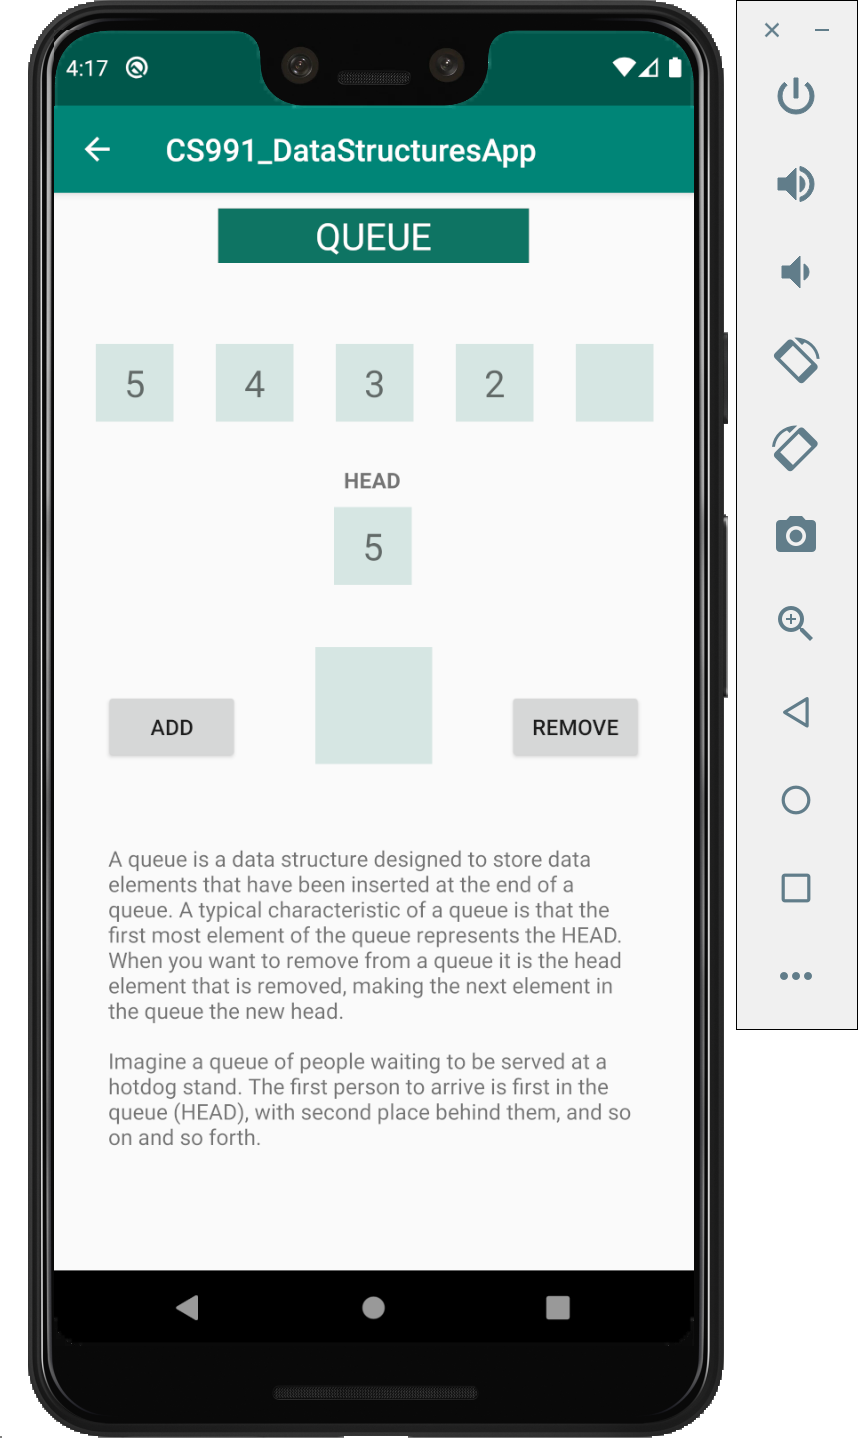 4:17
CS991_DataStructuresApp
QUEUE
5 4 3 2
HEAD
5
ADD REMOVE
A queue is a data structure designed to store data
elements that have been inserted at the end of a
queue. A typical characteristic of a queue is that the
first most element of the queue represents the HEAD.
When you want to remove from a queue it is the head
element that is removed, making the next element in
the queue the new head.
Imagine a queue of people waiting to be served at a
hotdog stand. The first person to arrive is first in the
queue (HEAD), with second place behind them, and so
on and so forth.